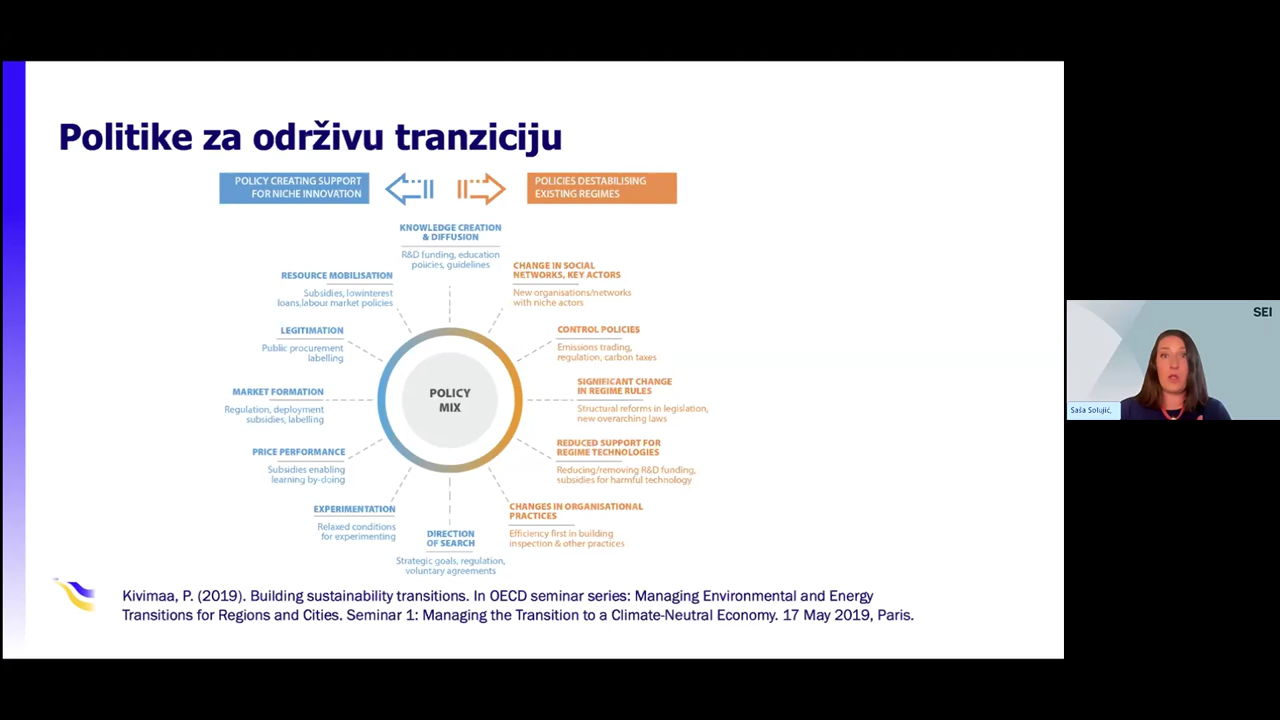 Politike za održivu tranziciju
POLICY CREATING SUPPORT
FOR NICHE INNOVATION
POLICIES DESTABILISING
EXISTING REGIMES
KNOWLEDGE CREATION
& DIFFUSION
R&D funding, education
policies, guidelines
RESOURCE MOBILISATION
Subsidies, lowinterest
loans,labour market policies
LEGITIMATION
Public procurement
labelling
MARKET FORMATION
Regulation, deployment
subsidies, labelling
PRICE PERFORMANCE
Subsidies enabling
learning by-doing
EXPERIMENTATION
Relaxed conditions
for experimenting
DIRECTION
OF SEARCH
Strategic goals, regulation,
voluntary agreements
CHANGE IN SOCIAL
NETWORKS, KEY ACTORS
New organisations/networks
with niche actors
CONTROL POLICIES
Emissions trading,
regulation, carbon taxes
SIGNIFICANT CHANGE
IN REGIME RULES
Structural reforms in legislation,
new overarching laws
REDUCED SUPPORT FOR
REGIME TECHNOLOGIES
Reducing/removing R&D funding,
subsidies for harmful technology
CHANGES IN ORGANISATIONAL
PRACTICES
Efficiency first in building
inspection & other practices
POLICY
MIX
Kivimaa, P. (2019). Building sustainability transitions. In OECD seminar series: Managing Environmental and Energy
Transitions for Regions and Cities. Seminar 1: Managing the Transition to a Climate-Neutral Economy. 17 May 2019, Paris.
SEI
Saša Solujić,